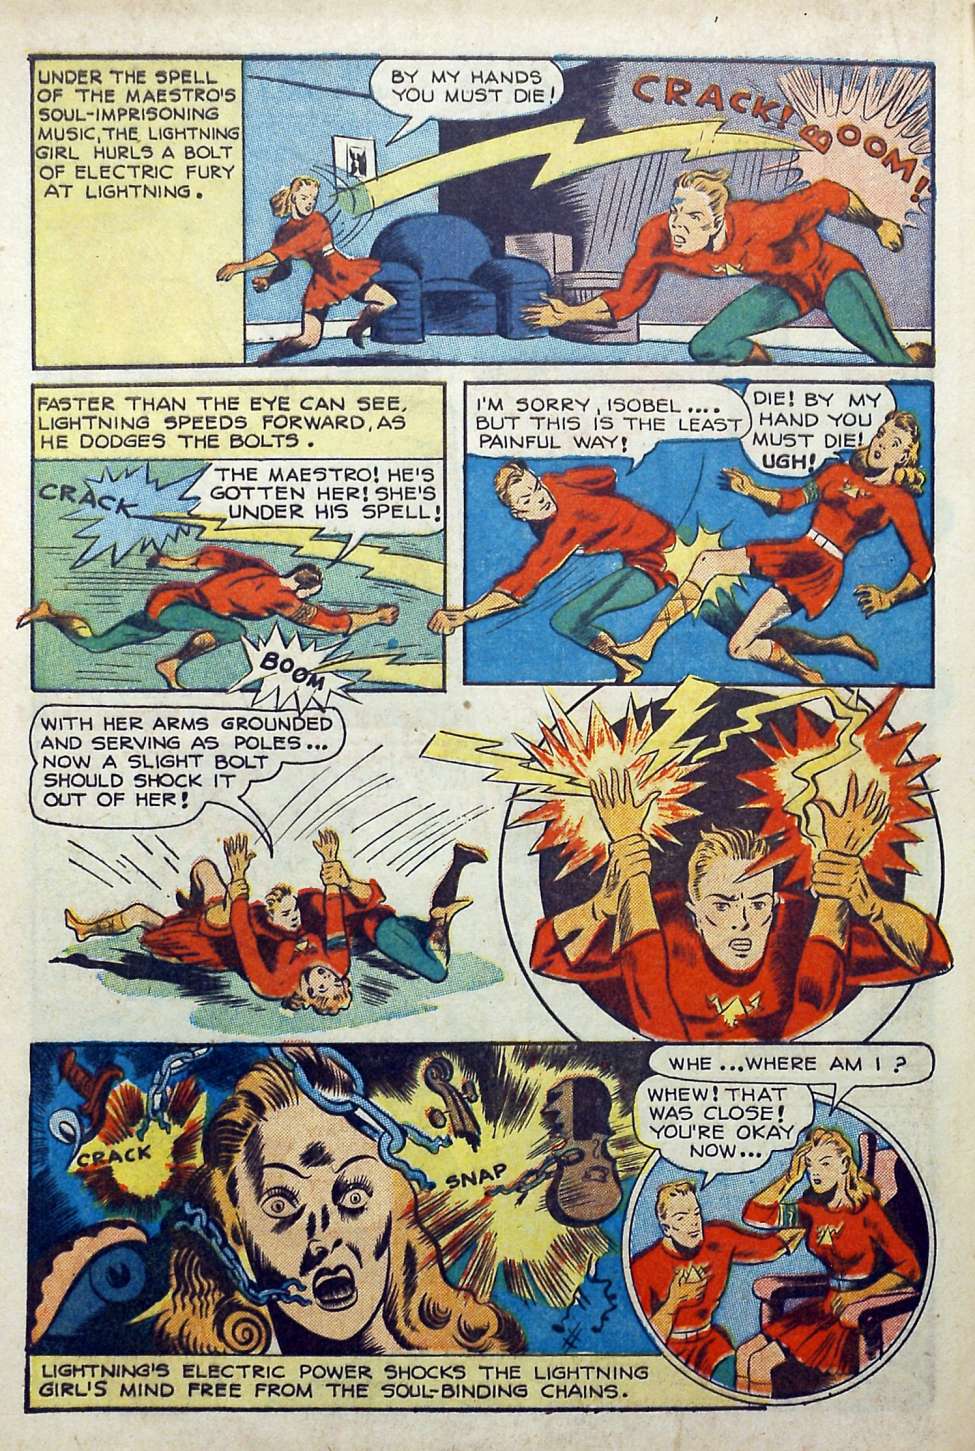 UNDER THE SPELL
OF THE MAESTRO'S
SOUL-IMPRISONING
MUSIC, THE LIGHTNING
GIRL HURLS A BOLT
OF ELECTRIC FURY
AT LIGHTNING.
BY MY HANDS
YOU MUST DIE!
CRACK!
BOOM!
FASTER THAN THE EYE CAN SEE,
LIGHTNING SPEEDS FORWARD, AS
HE DODGES THE BOLTS.
CRACK
THE MAESTRO! HE'S
GOTTEN HER! SHE'S
UNDER HIS SPELL!
BOOM
I'M SORRY, ISOBEL....
BUT THIS IS THE LEAST
PAINFUL WAY!
DIE! BY MY
HAND YOU
MUST DIE!
UGH!
WITH HER ARMS GROUNDED
AND SERVING AS POLES...
NOW A SLIGHT BOLT
SHOULD SHOCK IT
OUT OF HER!
CRACK
SNAP
LIGHTNING'S ELECTRIC POWER SHOCKS THE LIGHTNING
GIRL'S MIND FREE FROM THE SOUL-BINDING CHAINS.
WHE...WHERE AM I?
WHEW! THAT
WAS CLOSE!
YOU'RE OKAY
NOW...